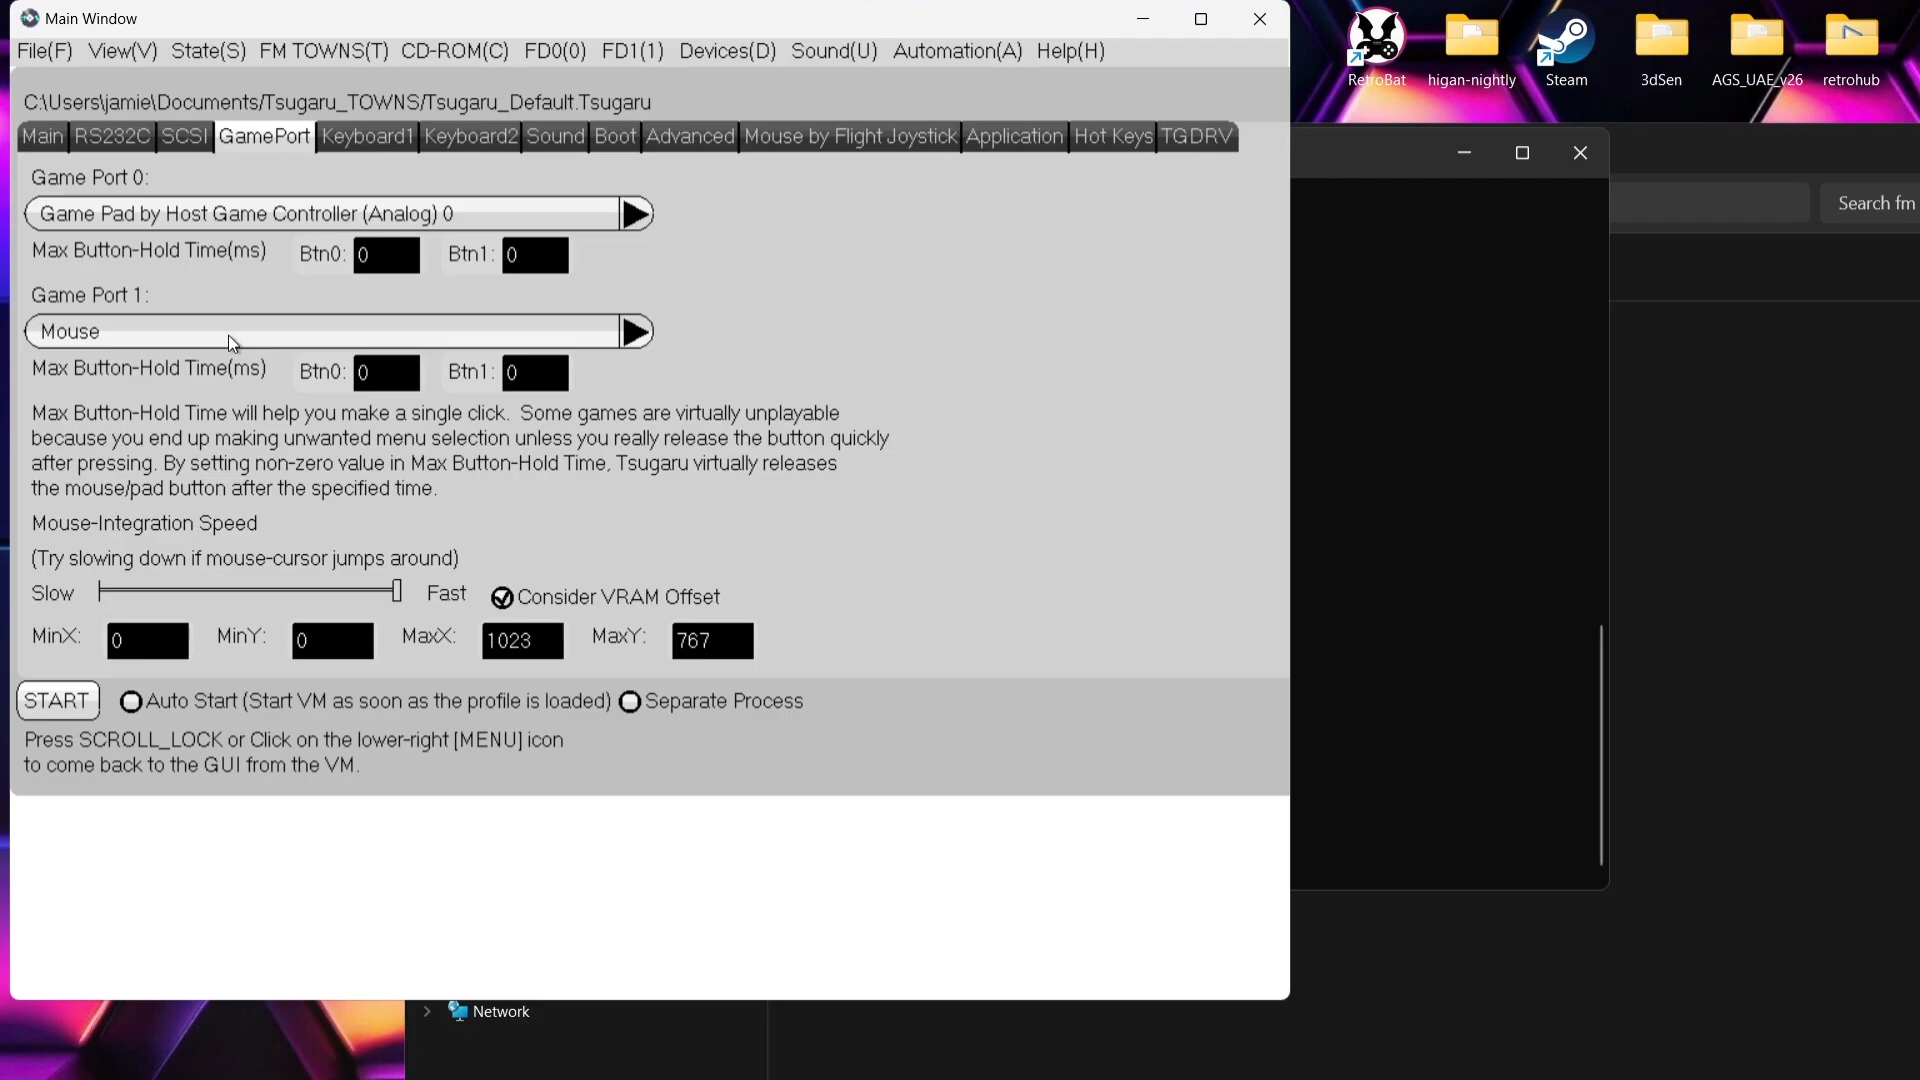 Main Window
File(F) View(V) State(S) FM TOWNS(T) CD-ROM(C) FD0(0) FD1(1) Devices(D) Sound(U) Automation(A) Help(H)
C:\Users\jamie\Documents/Tsugaru_TOWNS/Tsugaru_Default.Tsugaru
Main RS232C SCSI GamePort Keyboard1 Keyboard2 Sound Boot Advanced Mouse by Flight Joystick Application Hot Keys TGDRV
Game Port 0:
Game Pad by Host Game Controller (Analog) 0
Max Button-Hold Time(ms) Btn0: 0 Btn1: 0
Game Port 1:
Mouse
Max Button-Hold Time(ms) Btn0: 0 Btn1: 0
Max Button-Hold Time will help you make a single click. Some games are virtually unplayable
because you end up making unwanted menu selection unless you really release the button quickly
after pressing. By setting non-zero value in Max Button-Hold Time, Tsugaru virtually releases
the mouse/pad button after the specified time.
Mouse-Integration Speed
(Try slowing down if mouse-cursor jumps around)
Slow Fast Consider VRAM Offset
MinX: 0 MinY: 0 MaxX: 1023 MaxY: 767
START Auto Start (Start VM as soon as the profile is loaded) Separate Process
Press SCROLL_LOCK or Click on the lower-right [MENU] icon
to come back to the GUI from the VM.
RetroBat higan-nightly Steam 3dSen AGS_UAE_v26 retrohub
Search fm
Network